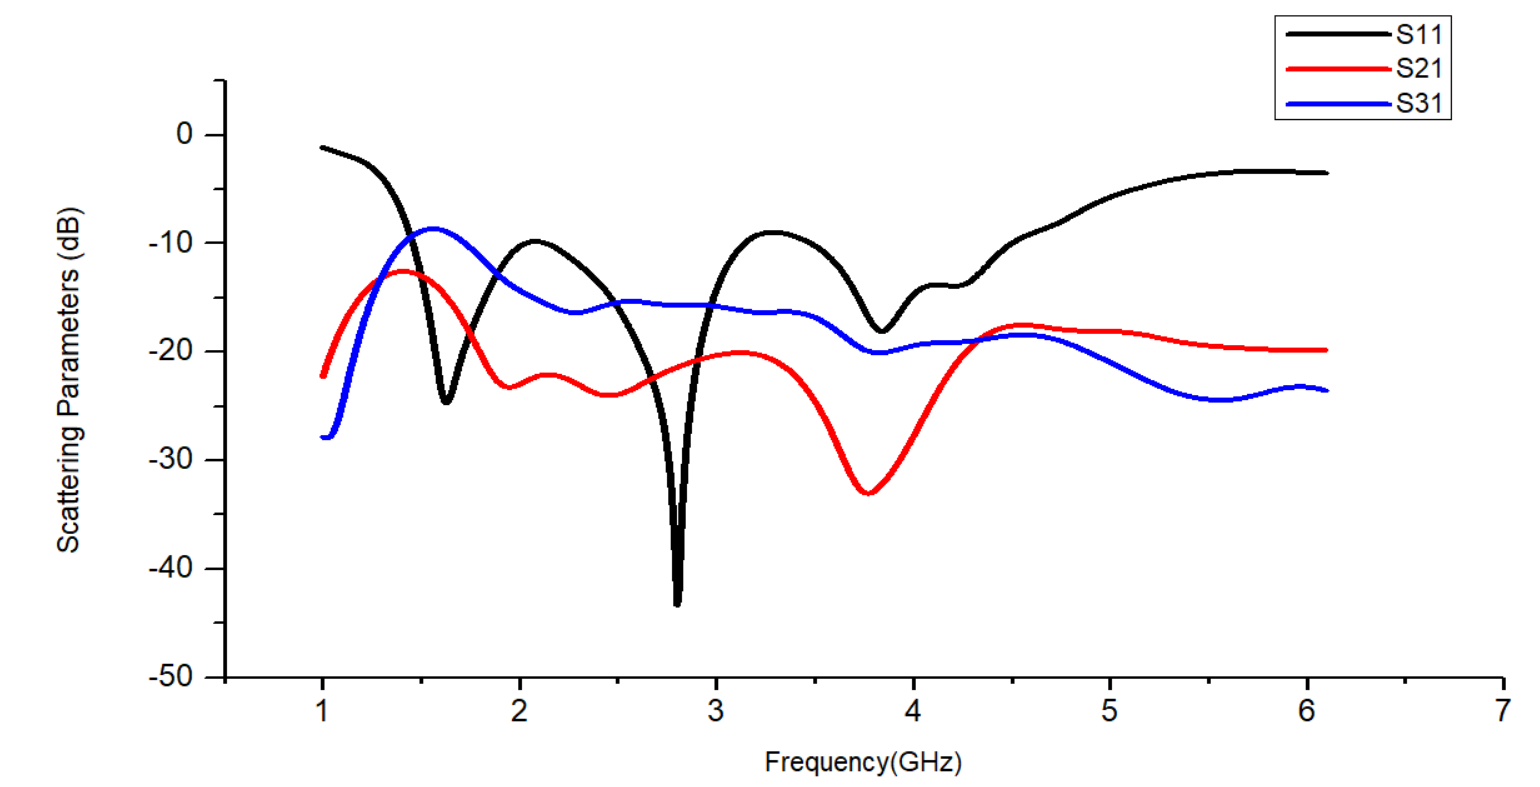 S11
S21
S31
0
-10
-20
-30
-40
-50
Scattering Parameters (dB)
1 2 3 4 5 6 7
Frequency(GHz)